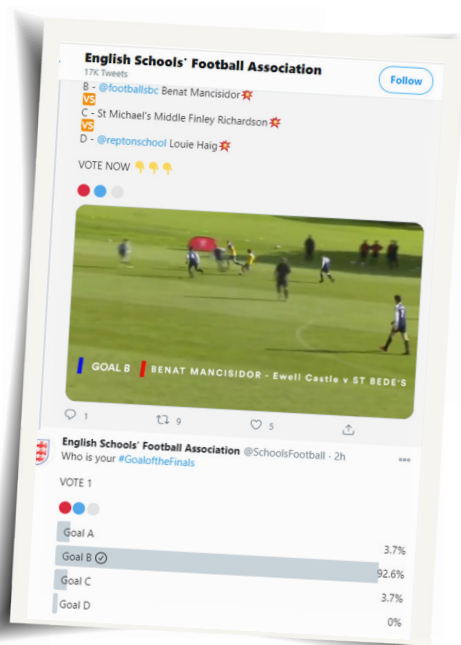 English Schools' Football Association
17K Tweets
Follow
B - @footballsbc Benat Mancisidor💥
🆚
C - St Michael's Middle Finley Richardson💥
🆚
D - @reptonschool Louie Haig💥
VOTE NOW 👇👇👇
🔴🔵⚪
GOAL B BENAT MANCISIDOR - Ewell Castle v ST BEDE'S
1 9 5
English Schools' Football Association @SchoolsFootball · 2h
Who is your #GoaloftheFinals
VOTE 1
🔴🔵⚪
Goal A 3.7%
Goal B 92.6%
Goal C 3.7%
Goal D 0%